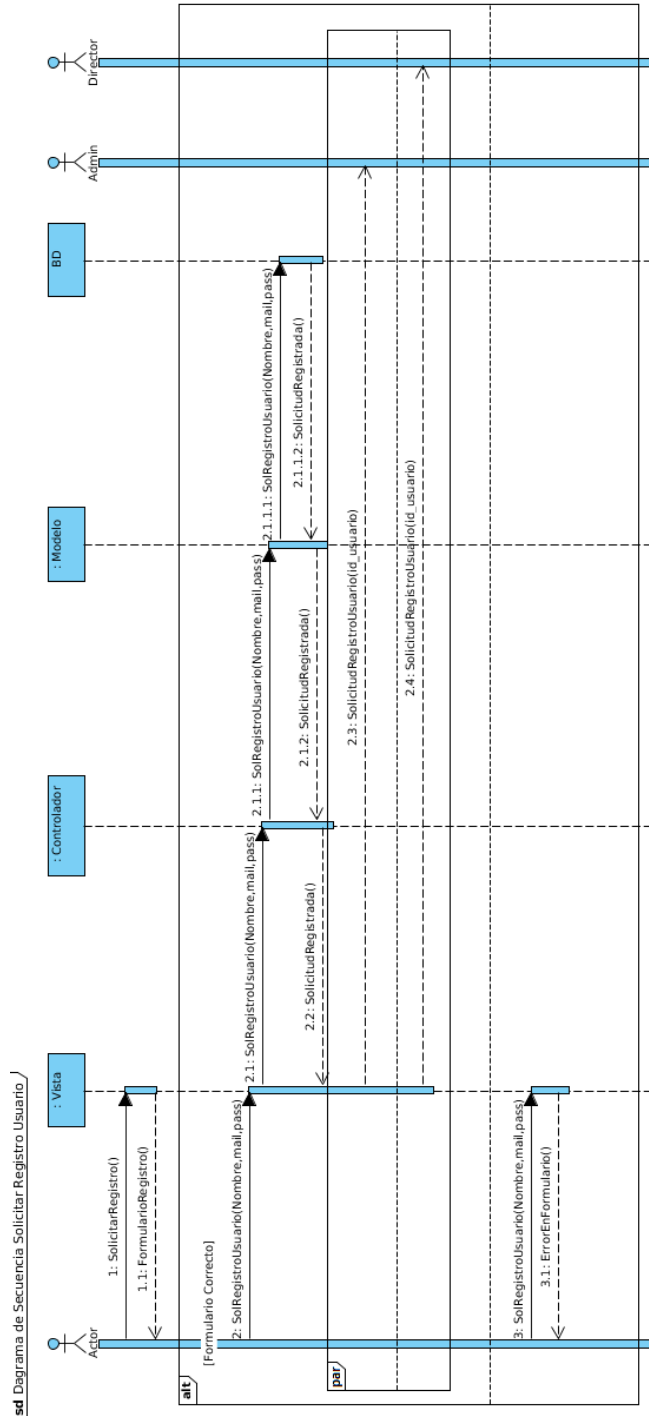 sd Dagrama de Secuencia Solicitar Registro Usuario
Actor
: Vista
: Controlador
: Modelo
BD
Admin
Director
1: SolicitarRegistro()
1.1: FormularioRegistro()
alt
[Formulario Correcto]
2: SolRegistroUsuario(Nombre,mail,pass)
2.1: SolRegistroUsuario(Nombre,mail,pass)
2.1.1: SolRegistroUsuario(Nombre,mail,pass)
2.1.1.1: SolRegistroUsuario(Nombre,mail,pass)
2.1.1.2: SolicitudRegistrada()
2.1.2: SolicitudRegistrada()
2.2: SolicitudRegistrada()
par
2.3: SolicitudRegistroUsuario(id_usuario)
2.4: SolicitudRegistroUsuario(id_usuario)
3: SolRegistroUsuario(Nombre,mail,pass)
3.1: ErrorEnFormulario()